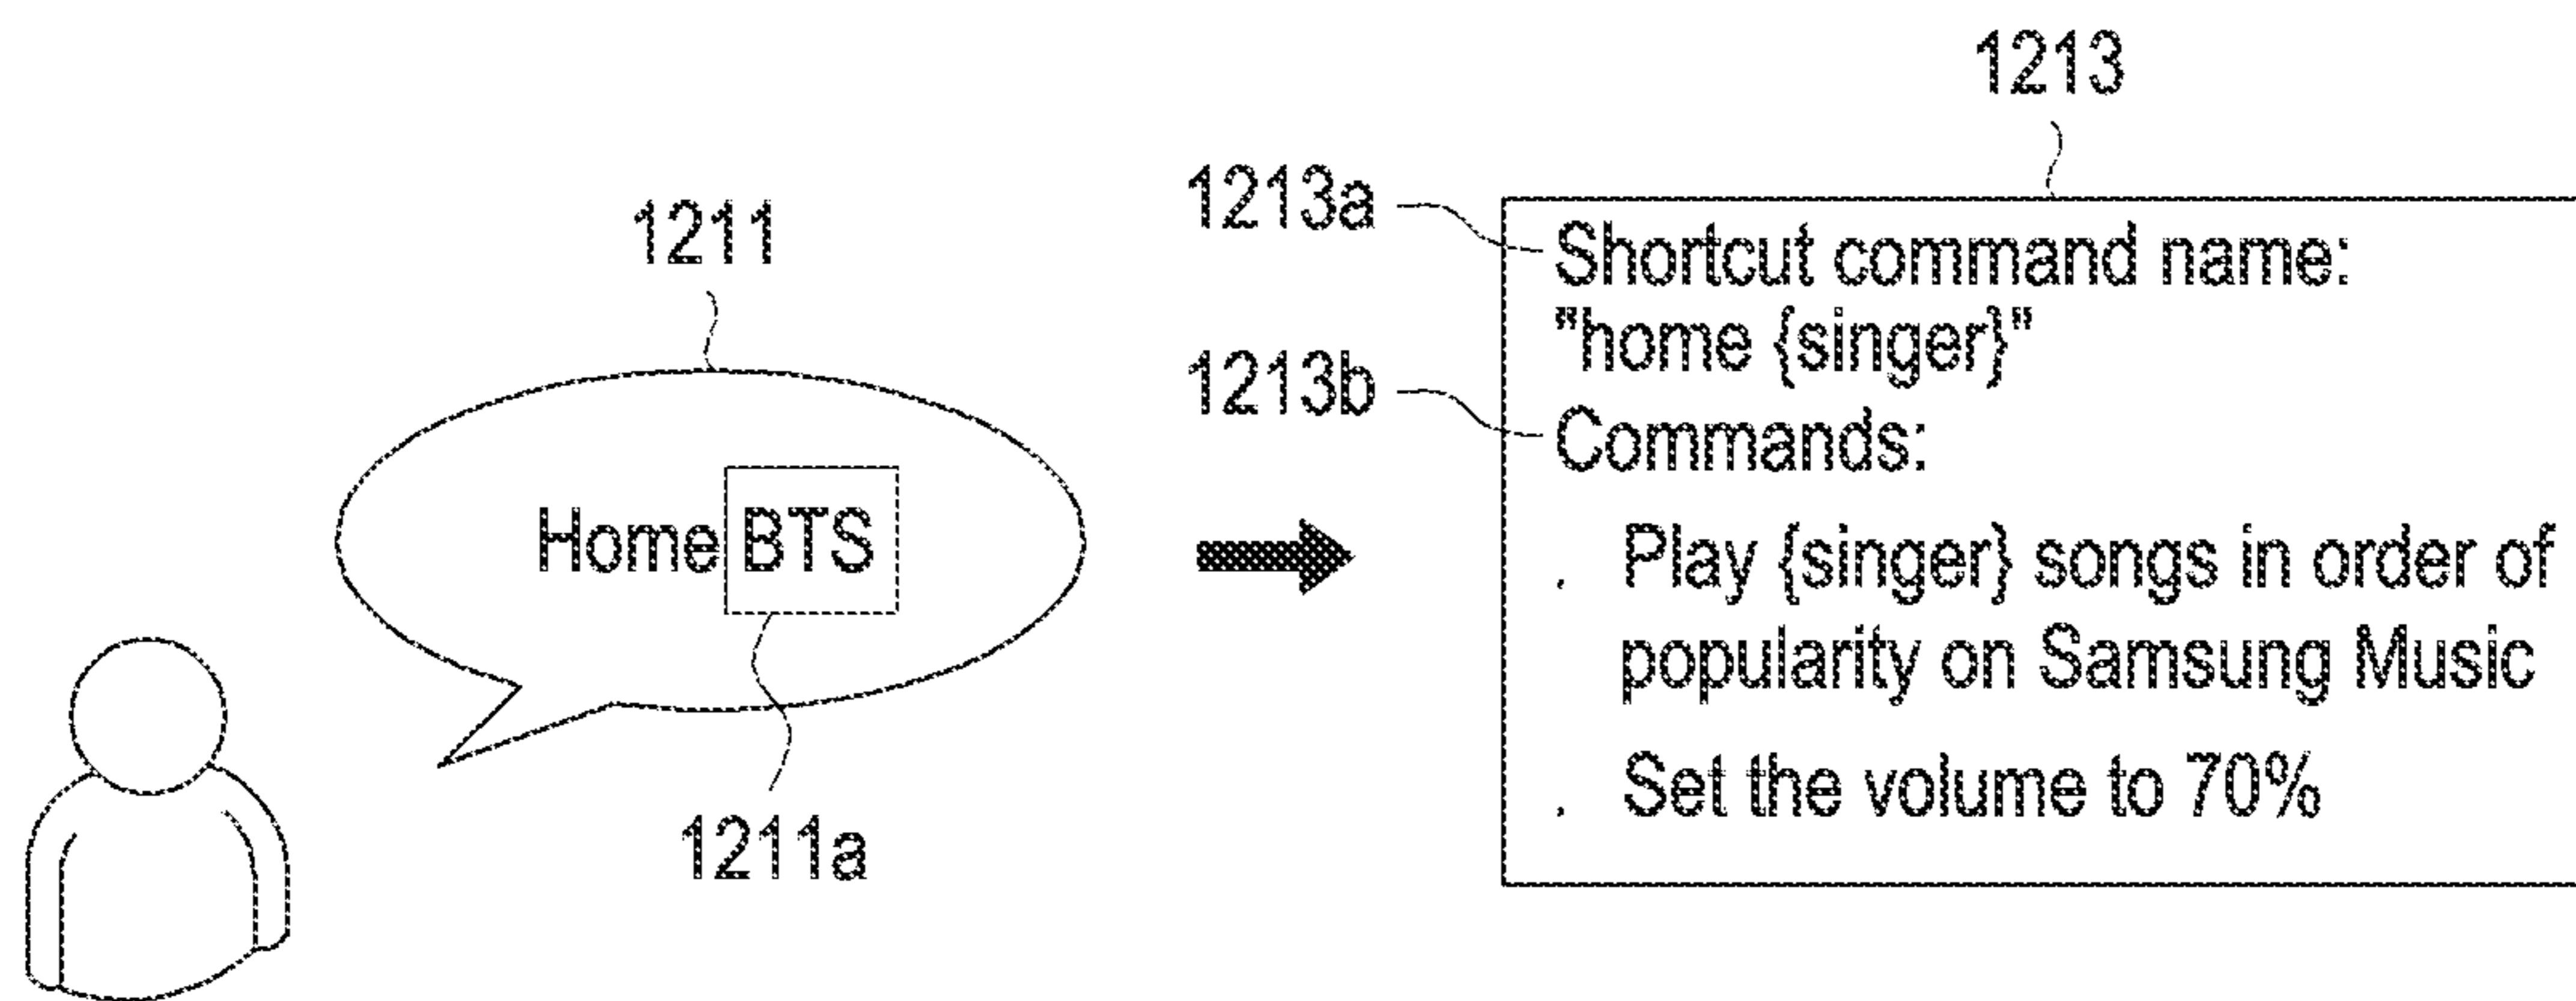 1211
Home BTS
1211a
1213
1213a
1213b
Shortcut command name:
"home {singer}"
Commands:
. Play {singer} songs in order of
popularity on Samsung Music
. Set the volume to 70%